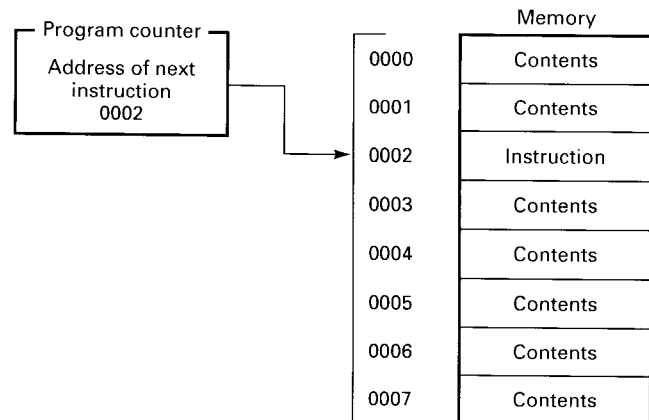 Program counter
Address of next
instruction
0002
Memory
0000 Contents
0001 Contents
0002 Instruction
0003 Contents
0004 Contents
0005 Contents
0006 Contents
0007 Contents